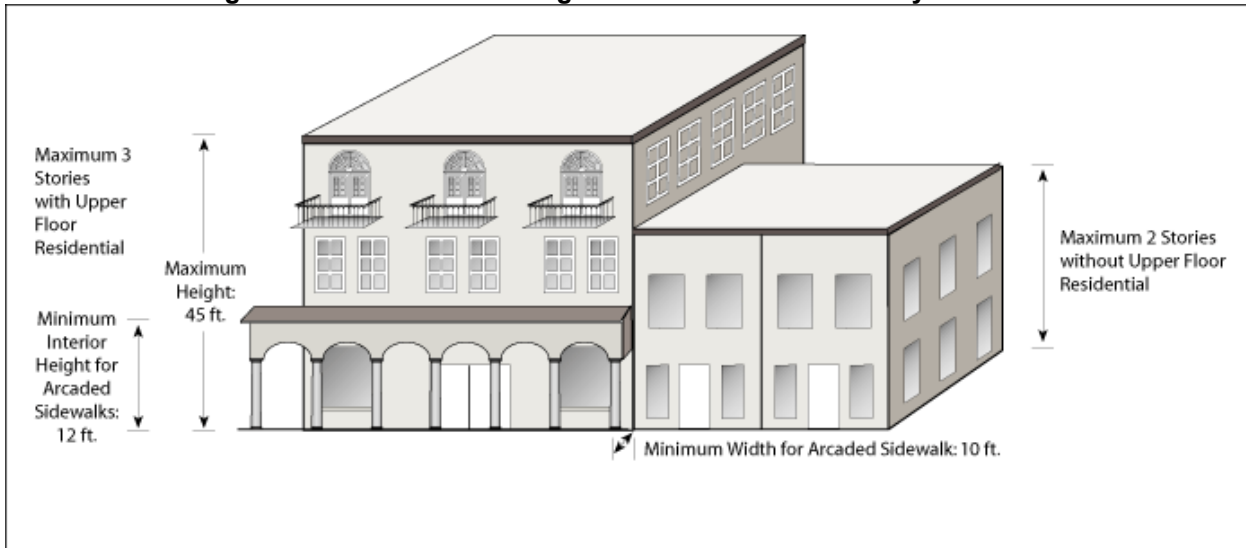 Maximum 3
Stories
with Upper
Floor
Residential
Maximum
Height:
45 ft.
Minimum
Interior
Height for
Arcaded
Sidewalks:
12 ft.
Maximum 2 Stories
without Upper Floor
Residential
Minimum Width for Arcaded Sidewalk: 10 ft.